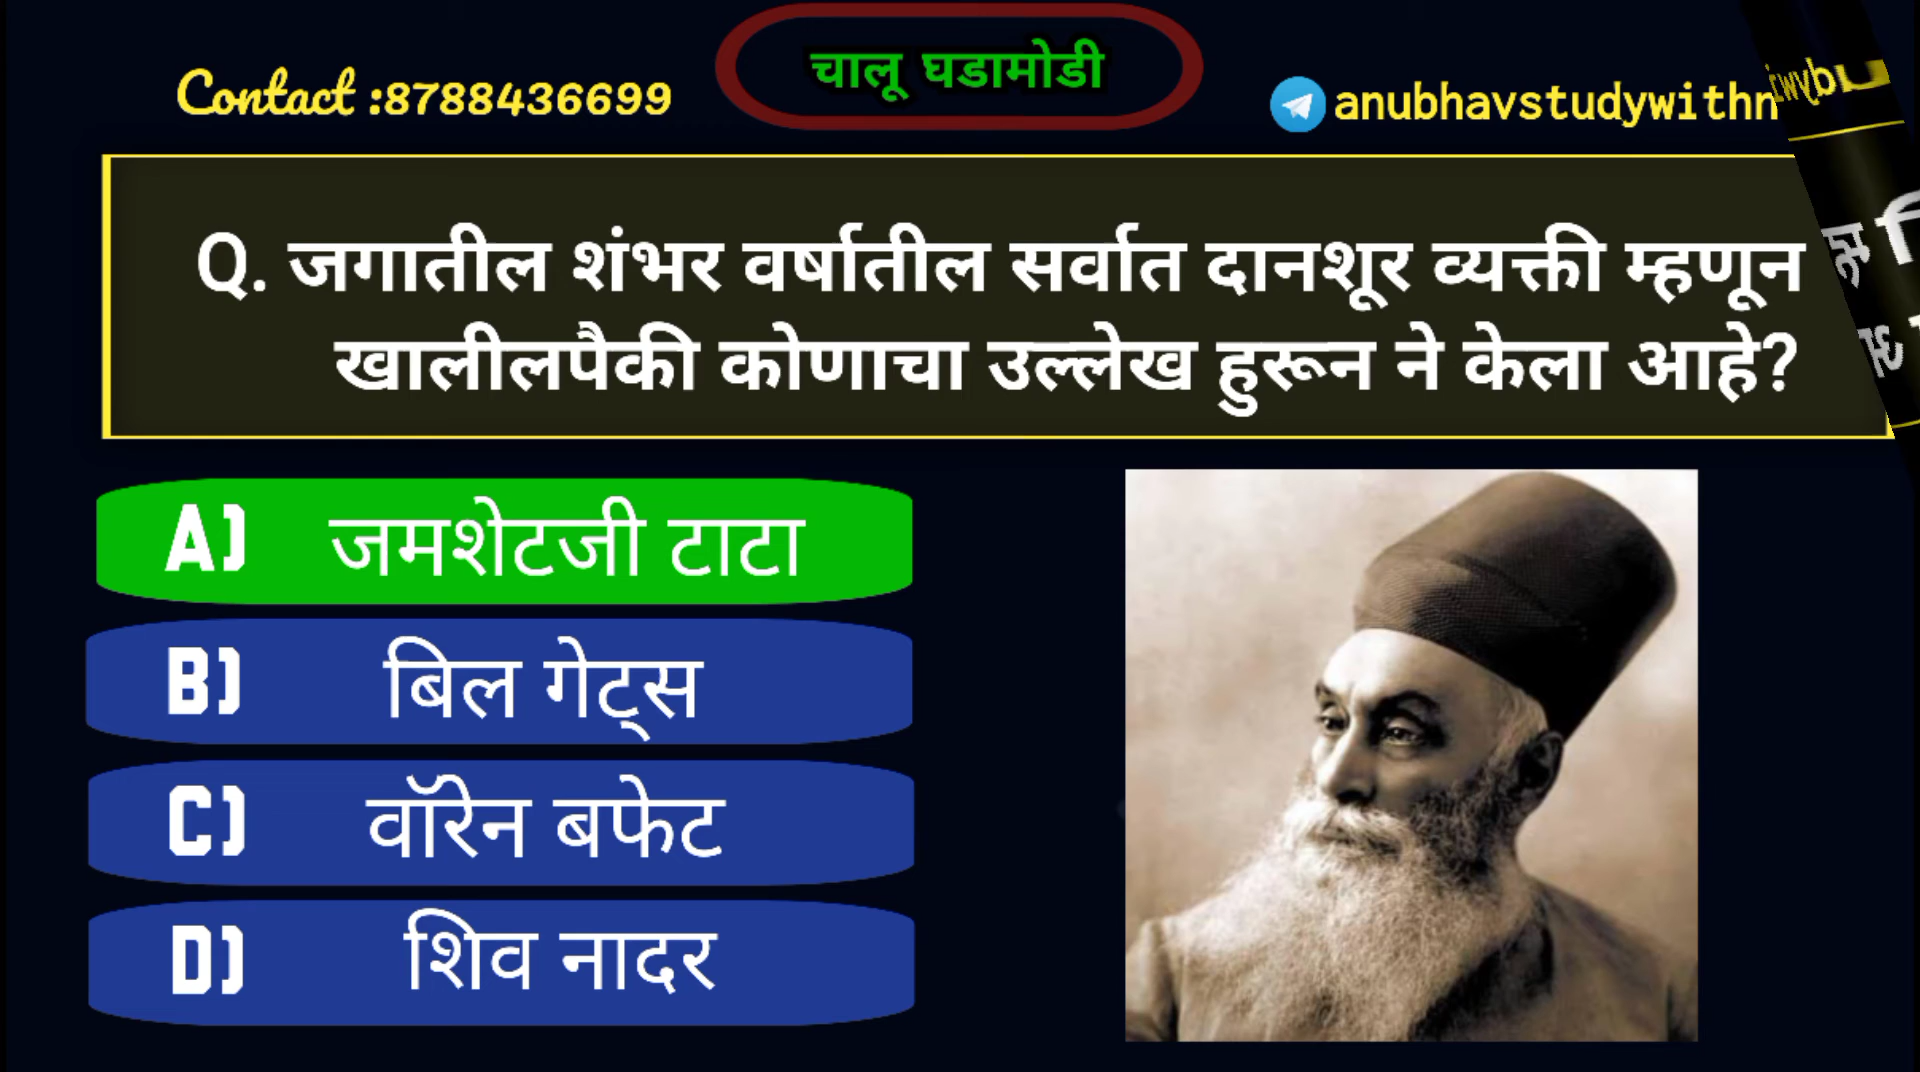 चालू घडामोडी
Contact :8788436699
anubhavstudywithn
Q. जगातील शंभर वर्षातील सर्वात दानशूर व्यक्ती म्हणून
खालीलपैकी कोणाचा उल्लेख हुरून ने केला आहे?
A) जमशेटजी टाटा
B) बिल गेट्स
C) वॉरेन बफेट
D) शिव नादर